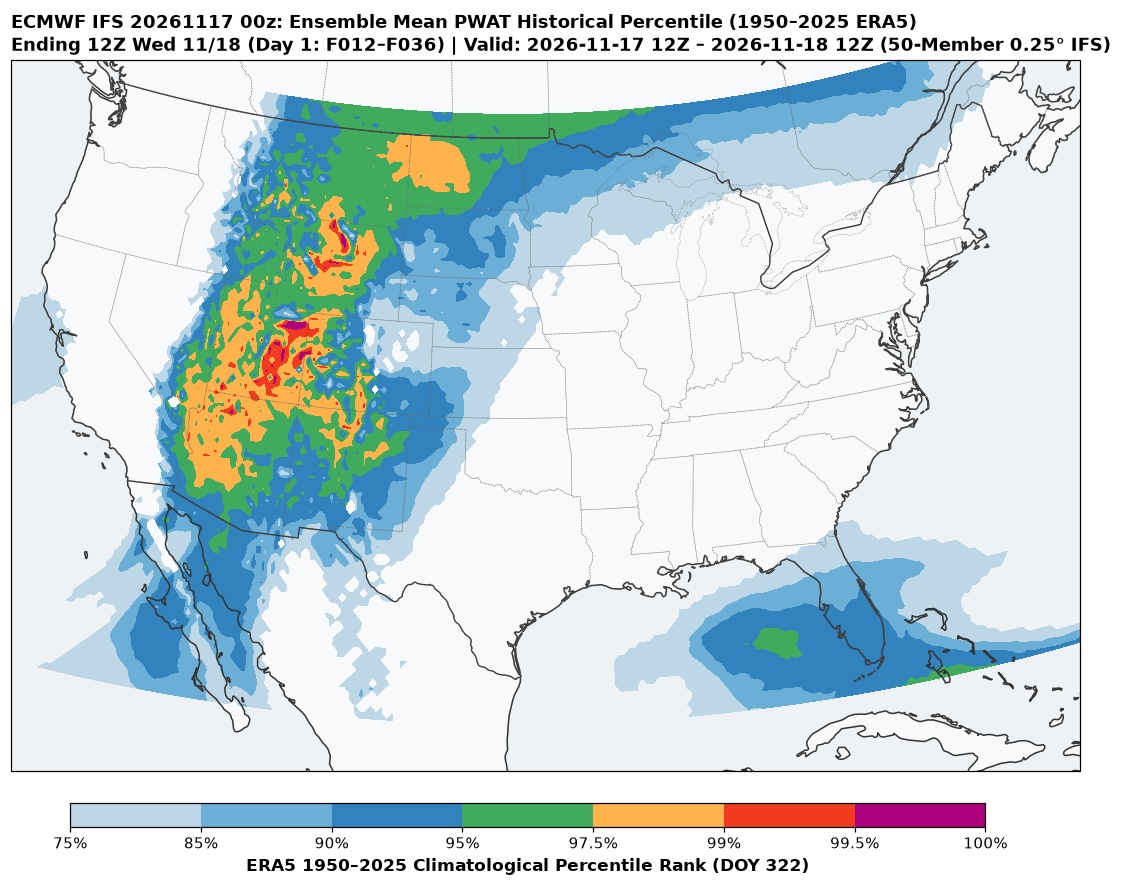 ECMWF IFS 20261117 00z: Ensemble Mean PWAT Historical Percentile (1950–2025 ERA5)
Ending 12Z Wed 11/18 (Day 1: F012–F036) | Valid: 2026-11-17 12Z – 2026-11-18 12Z (50-Member 0.25° IFS)
75% 85% 90% 95% 97.5% 99% 99.5% 100%
ERA5 1950–2025 Climatological Percentile Rank (DOY 322)